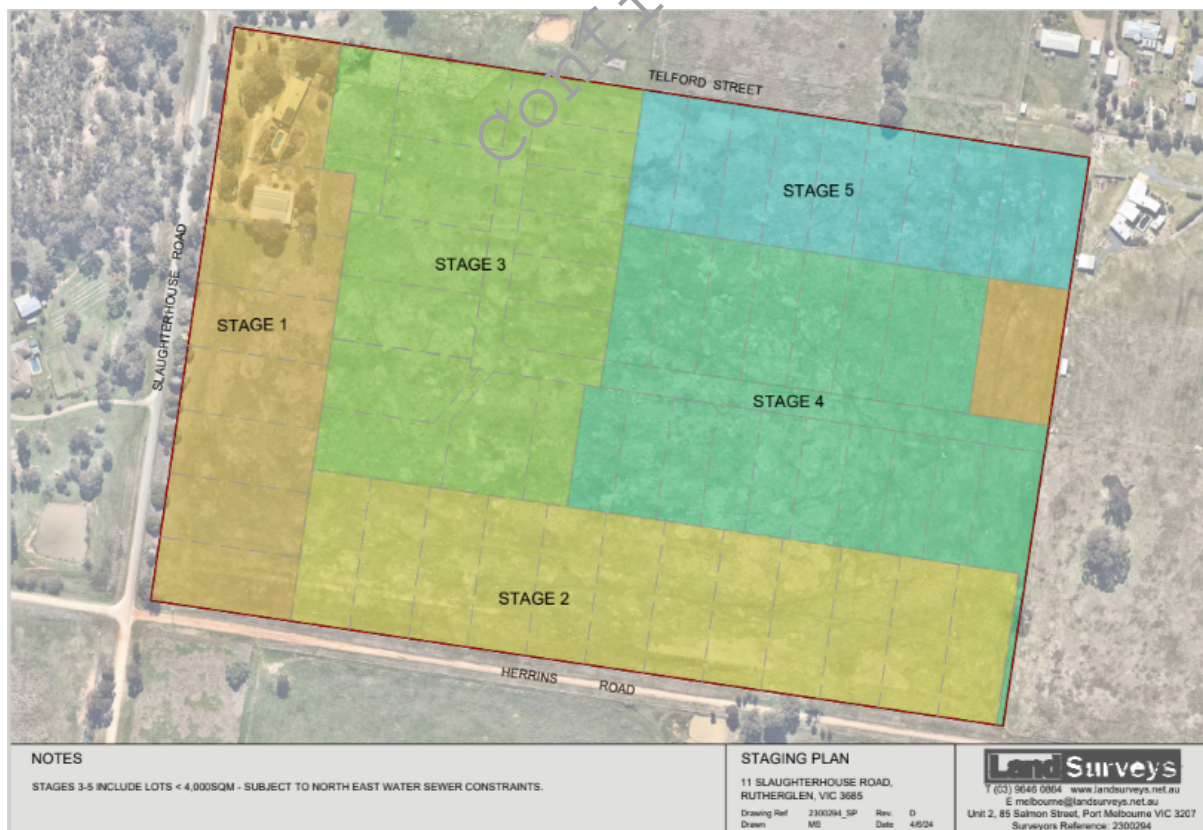 Confi
TELFORD STREET
STAGE 5
STAGE 3
SLAUGHTERHOUSE ROAD
STAGE 1
STAGE 4
STAGE 2
HERRINS ROAD
NOTES
STAGES 3-5 INCLUDE LOTS < 4,000SQM - SUBJECT TO NORTH EAST WATER SEWER CONSTRAINTS.
STAGING PLAN
11 SLAUGHTERHOUSE ROAD,
RUTHERGLEN, VIC 3685
Drawing Ref 2300294_SP Rev. D
Drawn MS Date 4/6/24
Land Surveys
T (03) 9646 0864 www.landsurveys.net.au
E melbourne@landsurveys.net.au
Unit 2, 85 Salmon Street, Port Melbourne VIC 3207
Surveyors Reference: 2300294